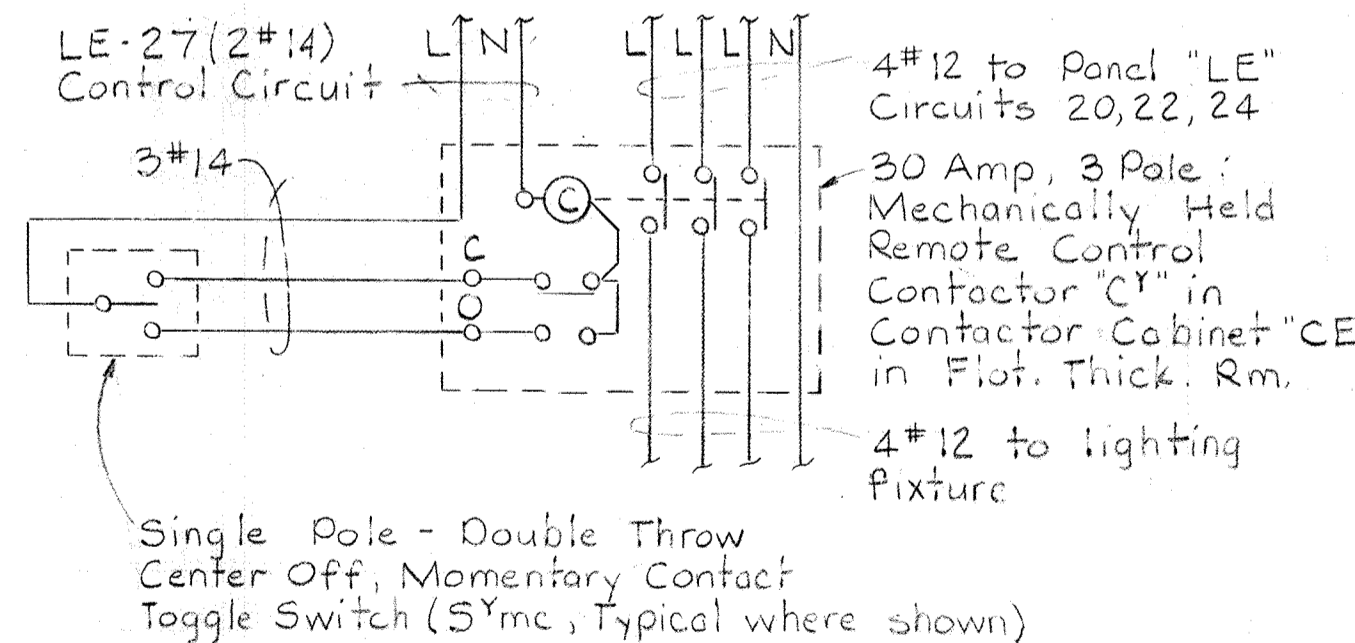 LE-27(2#14)
Control Circuit
L N
L L L N
4#12 to Panel "LE"
Circuits 20, 22, 24
3#14
30 Amp, 3 Pole :
Mechanically Held
Remote Control
Contactor "CY" in
Contactor Cabinet "CE
in Flot. Thick. Rm.
C
C
O
4#12 to lighting
fixture
Single Pole - Double Throw
Center Off, Momentary Contact
Toggle Switch (SYmc, Typical where shown)